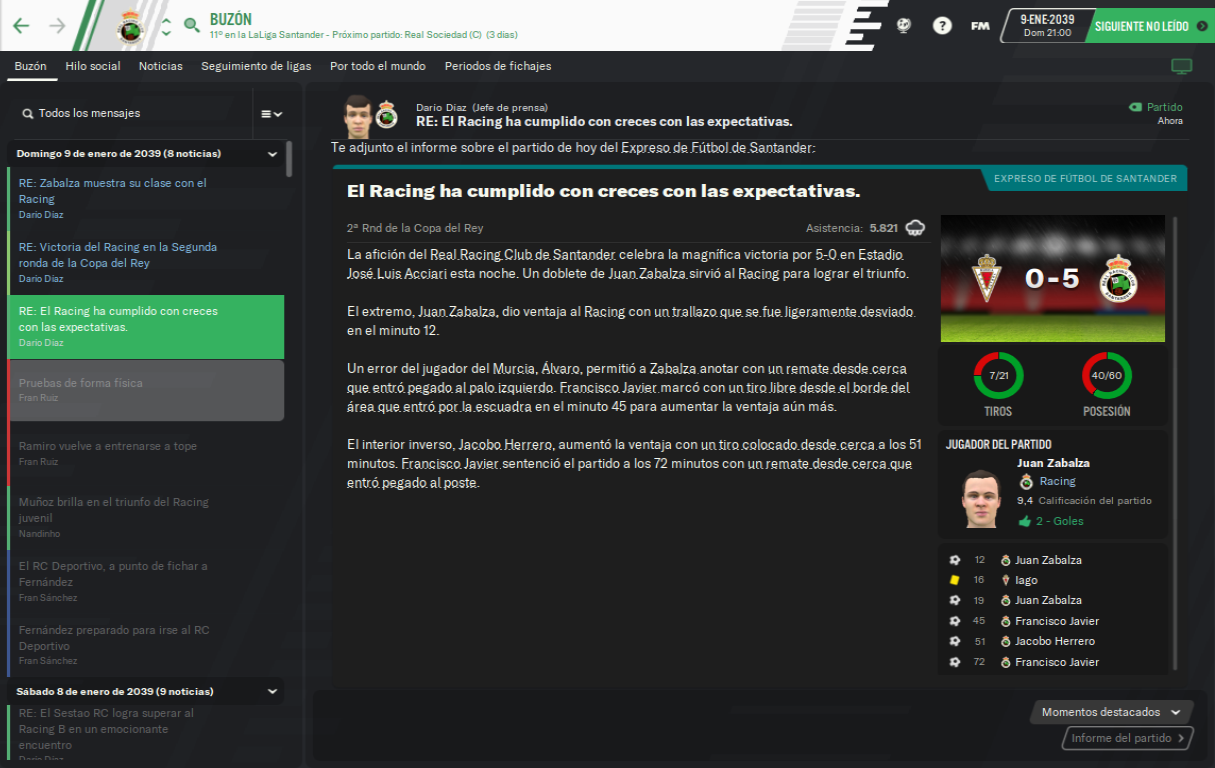 BUZÓN
11º en la LaLiga Santander - Próximo partido: Real Sociedad (C) (3 días)
FM
9-ENE-2039
Dom 21:00
SIGUIENTE NO LEÍDO
Buzón
Hilo social
Noticias
Seguimiento de ligas
Por todo el mundo
Periodos de fichajes
Todos los mensajes
Domingo 9 de enero de 2039 (8 noticias)
RE: Zabalza muestra su clase con el
Racing
Darío Díaz
RE: Victoria del Racing en la Segunda
ronda de la Copa del Rey
Darío Díaz
RE: El Racing ha cumplido con creces
con las expectativas.
Darío Díaz
Pruebas de forma física
Fran Ruiz
Ramiro vuelve a entrenarse a tope
Fran Ruiz
Muñoz brilla en el triunfo del Racing
juvenil
Nandinho
El RC Deportivo, a punto de fichar a
Fernández
Fran Sánchez
Fernández preparado para irse al RC
Deportivo
Fran Sánchez
Sábado 8 de enero de 2039 (9 noticias)
RE: El Sestao RC logra superar al
Racing B en un emocionante
encuentro
Darío Díaz
Darío Díaz (Jefe de prensa)
RE: El Racing ha cumplido con creces con las expectativas.
Partido
Ahora
Te adjunto el informe sobre el partido de hoy del Expreso de Fútbol de Santander:
EXPRESO DE FÚTBOL DE SANTANDER
El Racing ha cumplido con creces con las expectativas.
2ª Rnd de la Copa del Rey
Asistencia: 5.821
La afición del Real Racing Club de Santander celebra la magnífica victoria por 5-0 en Estadio
José Luis Acciari esta noche. Un doblete de Juan Zabalza sirvió al Racing para lograr el triunfo.
El extremo, Juan Zabalza, dio ventaja al Racing con un trallazo que se fue ligeramente desviado
en el minuto 12.
Un error del jugador del Murcia, Álvaro, permitió a Zabalza anotar con un remate desde cerca
que entró pegado al palo izquierdo. Francisco Javier marcó con un tiro libre desde el borde del
área que entró por la escuadra en el minuto 45 para aumentar la ventaja aún más.
El interior inverso, Jacobo Herrero, aumentó la ventaja con un tiro colocado desde cerca a los 51
minutos. Francisco Javier sentenció el partido a los 72 minutos con un remate desde cerca que
entró pegado al poste.
0-5
7/21
TIROS
40/60
POSESIÓN
JUGADOR DEL PARTIDO
Juan Zabalza
Racing
9,4 Calificación del partido
2 - Goles
12 Juan Zabalza
16 Iago
19 Juan Zabalza
45 Francisco Javier
51 Jacobo Herrero
72 Francisco Javier
Momentos destacados
Informe del partido